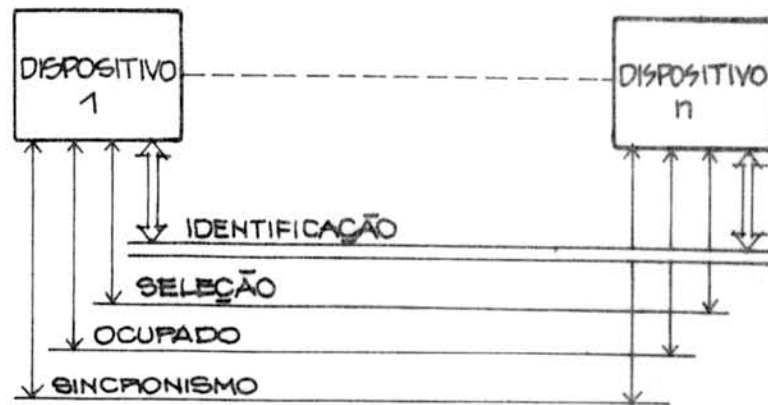 DISPOSITIVO
1
DISPOSITIVO
n
IDENTIFICAÇÃO
SELEÇÃO
OCUPADO
SINCRONISMO